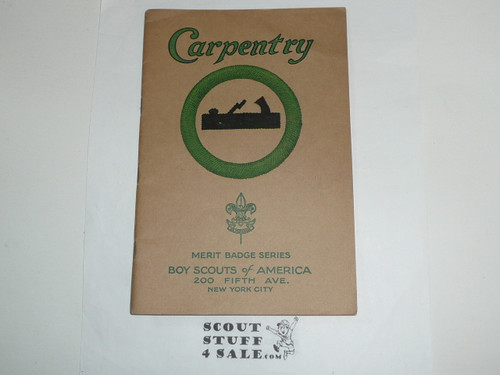 Carpentry
MERIT BADGE SERIES
BOY SCOUTS of AMERICA
200 FIFTH AVE.
NEW YORK CITY
SCOUT
STUFF
4 SALE.COM